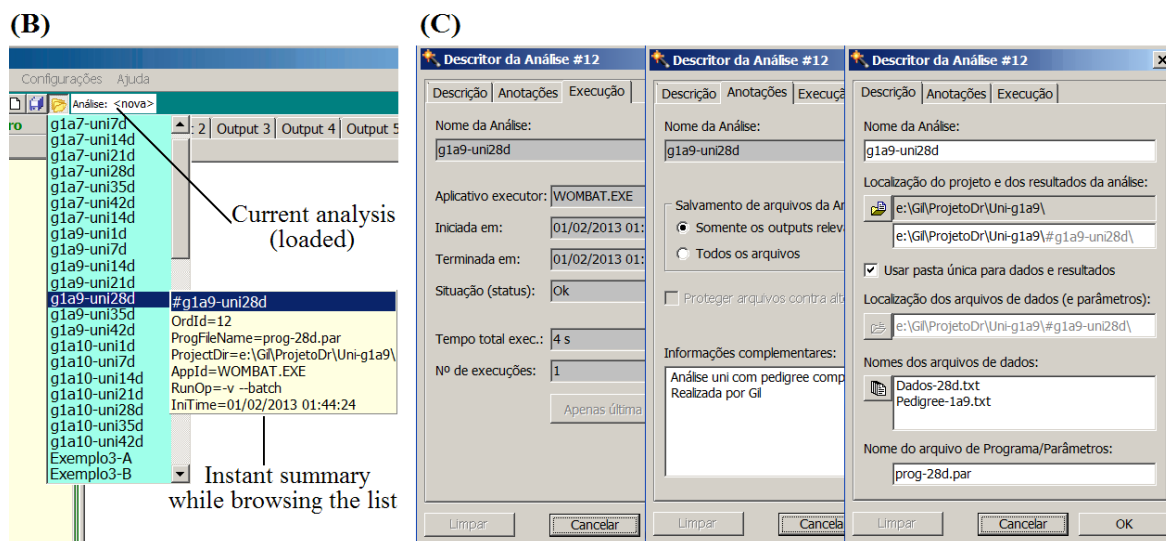 (B)
Configurações Ajuda
Análise: <nova>
ro
: 2 Output 3 Output 4 Output 5
g1a7-uni7d
g1a7-uni14d
g1a7-uni21d
g1a7-uni28d
g1a7-uni35d
g1a7-uni42d
g1a7-uni14d
g1a9-uni1d
g1a9-uni7d
g1a9-uni14d
g1a9-uni21d
g1a9-uni28d
g1a9-uni35d
g1a9-uni42d
g1a10-uni1d
g1a10-uni7d
g1a10-uni14d
g1a10-uni21d
g1a10-uni28d
g1a10-uni35d
g1a10-uni42d
Exemplo3-A
Exemplo3-B
Current analysis
(loaded)
#g1a9-uni28d
OrdId=12
ProgFileName=prog-28d.par
ProjectDir=e:\Gil\ProjetoDr\Uni-g1a9\
AppId=WOMBAT.EXE
RunOp=-v --batch
IniTime=01/02/2013 01:44:24
Instant summary
while browsing the list
(C)
Descritor da Análise #12
Descrição Anotações Execução
Nome da Análise:
g1a9-uni28d
Aplicativo executor: WOMBAT.EXE
Iniciada em: 01/02/2013 01:
Terminada em: 01/02/2013 01:
Situação (status): Ok
Tempo total exec.: 4 s
Nº de execuções: 1
Apenas última
Limpar Cancelar
Descritor da Análise #12
Descrição Anotações Execuçã
Nome da Análise:
g1a9-uni28d
Salvamento de arquivos da Ar
Somente os outputs relev
Todos os arquivos
Proteger arquivos contra alt
Informações complementares:
Análise uni com pedigree comp
Realizada por Gil
Limpar Cancela
Descritor da Análise #12
Descrição Anotações Execução
Nome da Análise:
g1a9-uni28d
Localização do projeto e dos resultados da análise:
e:\Gil\ProjetoDr\Uni-g1a9\
e:\Gil\ProjetoDr\Uni-g1a9\#g1a9-uni28d\
Usar pasta única para dados e resultados
Localização dos arquivos de dados (e parâmetros):
e:\Gil\ProjetoDr\Uni-g1a9\#g1a9-uni28d\
Nomes dos arquivos de dados:
Dados-28d.txt
Pedigree-1a9.txt
Nome do arquivo de Programa/Parâmetros:
prog-28d.par
Limpar Cancelar OK